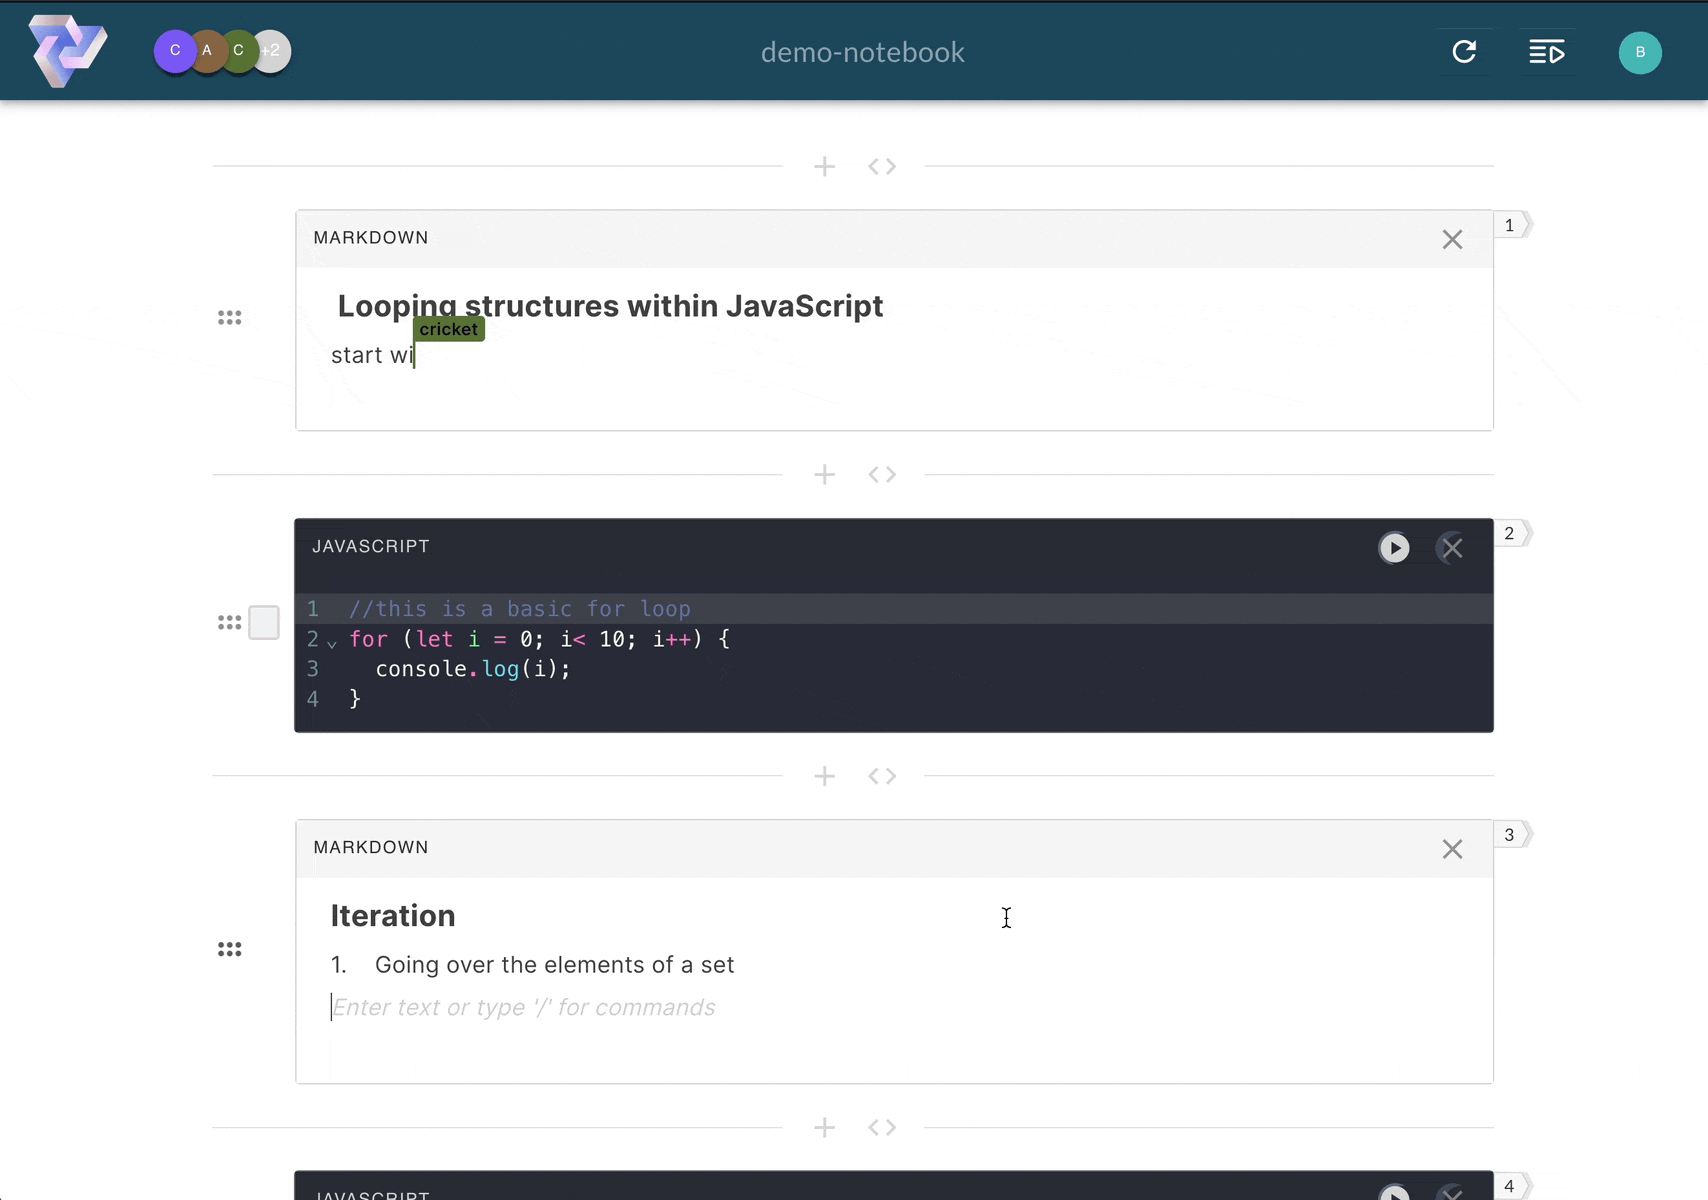 C A C +2
demo-notebook
B
MARKDOWN
1
Looping structures within JavaScript
cricket
start wi
JAVASCRIPT
2
1 //this is a basic for loop
2 for (let i = 0; i< 10; i++) {
3 console.log(i);
4 }
MARKDOWN
3
Iteration
1. Going over the elements of a set
Enter text or type '/' for commands
JAVASCRIPT
4